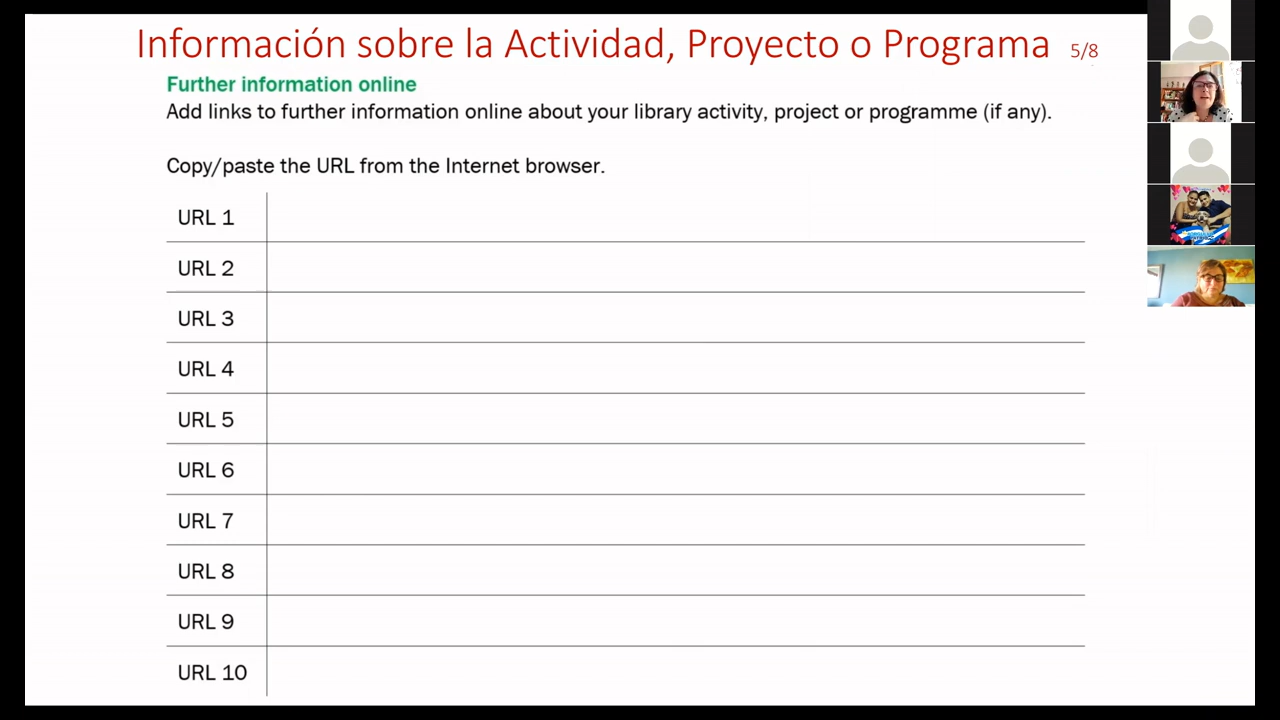 Información sobre la Actividad, Proyecto o Programa 5/8
Further information online
Add links to further information online about your library activity, project or programme (if any).
Copy/paste the URL from the Internet browser.
URL 1
URL 2
URL 3
URL 4
URL 5
URL 6
URL 7
URL 8
URL 9
URL 10